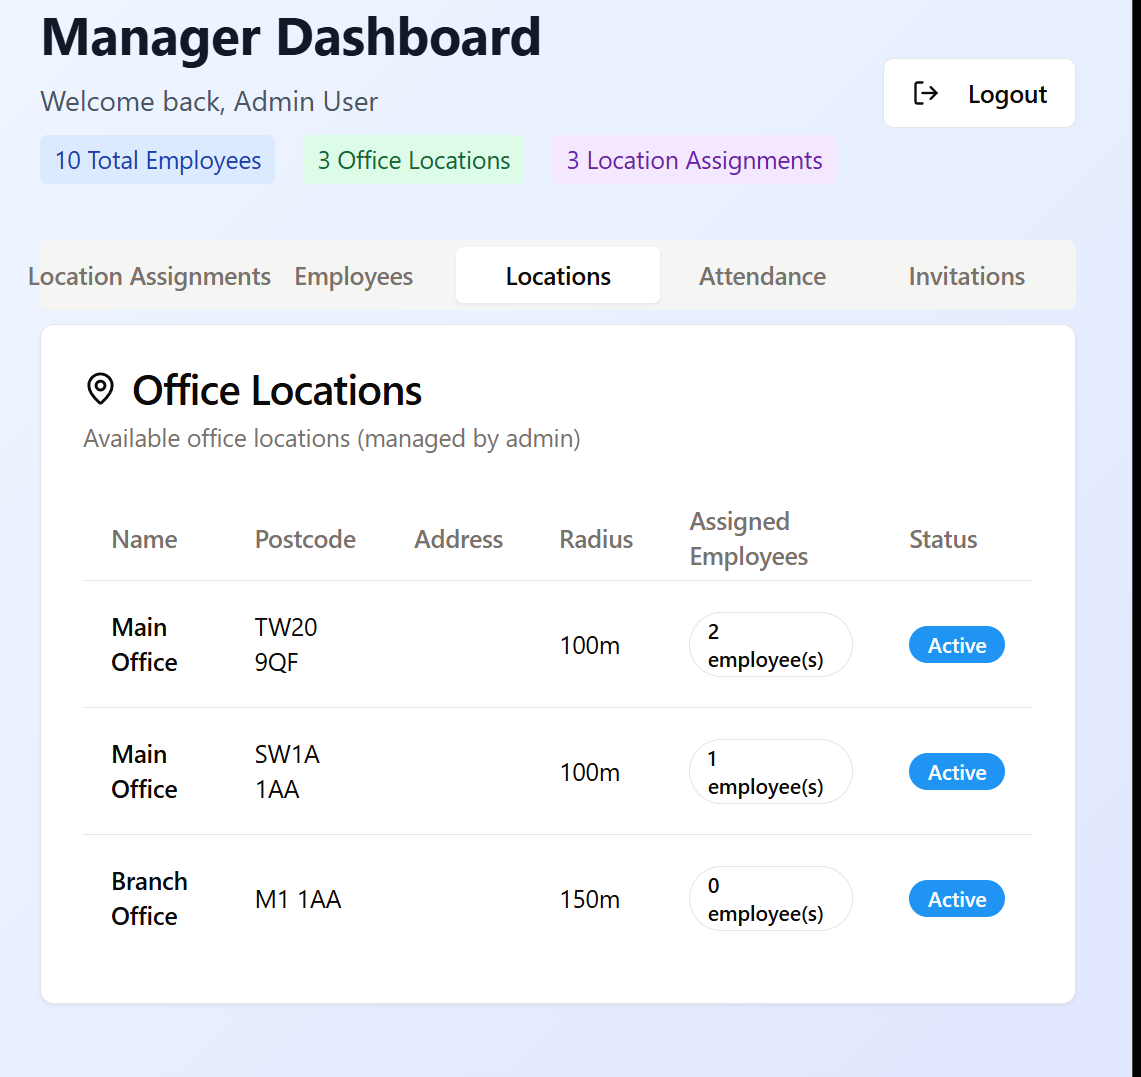 Manager Dashboard
Welcome back, Admin User
Logout
10 Total Employees 3 Office Locations 3 Location Assignments
Location Assignments Employees Locations Attendance Invitations
Office Locations
Available office locations (managed by admin)
Name Postcode Address Radius Assigned Employees Status
Main Office TW20 9QF 100m 2 employee(s) Active
Main Office SW1A 1AA 100m 1 employee(s) Active
Branch Office M1 1AA 150m 0 employee(s) Active